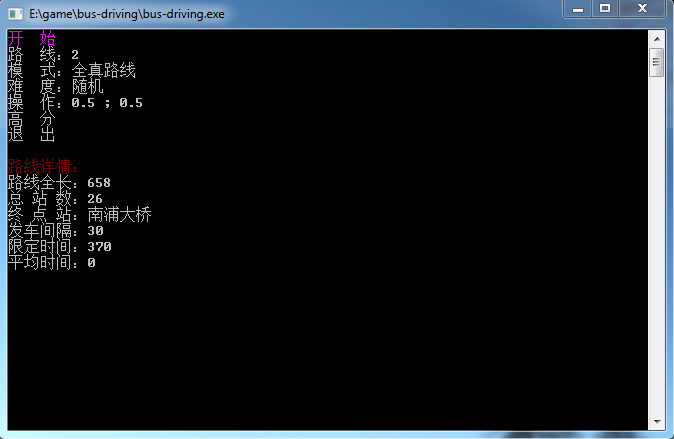 E:\game\bus-driving\bus-driving.exe
开 始
路 线：2
模 式：全真路线
难 度：随机
操 作：0.5 ; 0.5
高 分
退 出
路线详情：
路线全长：658
总 站 数：26
终 点 站：南浦大桥
发车间隔：30
限定时间：370
平均时间：0